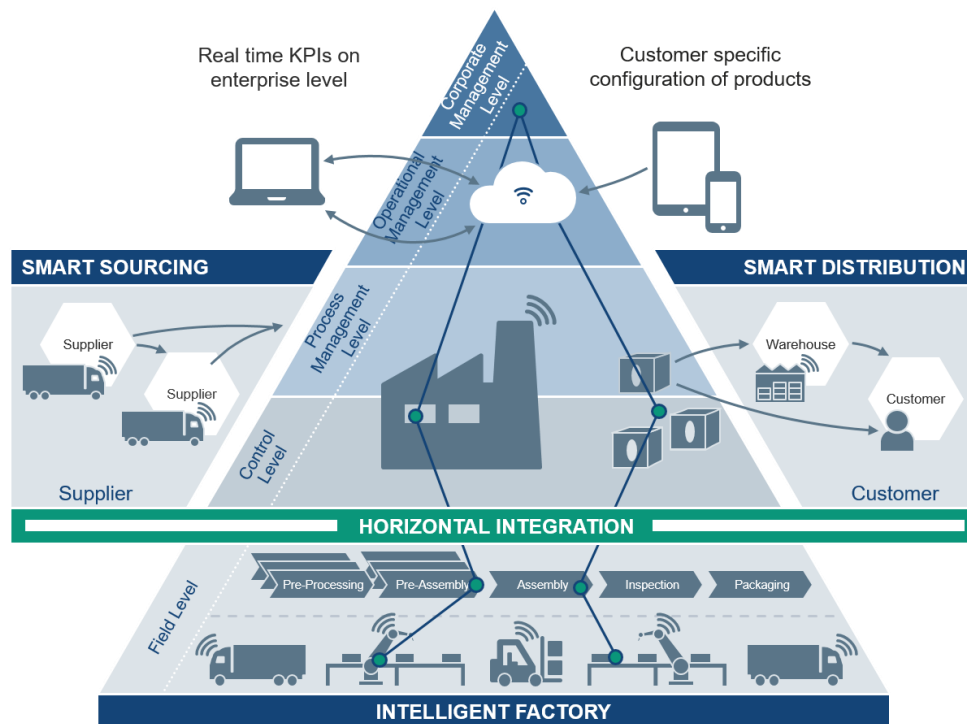 Real time KPIs on
enterprise level
Customer specific
configuration of products
Corporate
Management
Level
Operational
Management
Level
SMART SOURCING
SMART DISTRIBUTION
Process
Management
Level
Supplier
Supplier
Warehouse
Customer
Control
Level
Supplier
Customer
HORIZONTAL INTEGRATION
Field Level
Pre-Processing
Pre-Assembly
Assembly
Inspection
Packaging
INTELLIGENT FACTORY